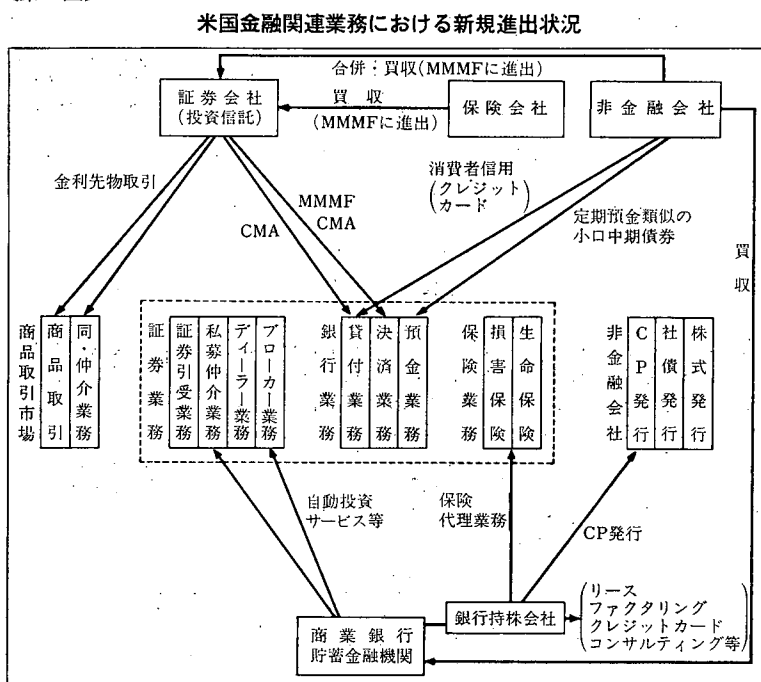 米国金融関連業務における新規進出状況
合併・買収(MMMFに進出)
証券会社
(投資信託)
買収
(MMMFに進出)
保険会社
非金融会社
金利先物取引
MMMF
CMA
CMA
消費者信用
(クレジット
カード)
定期預金類似の
小口中期債券
買収
商品取引市場
商品取引
同・仲介業務
証券業務
証券引受業務
私募仲介業務
ディーラー業務
ブローカー業務
銀行業務
貸付業務
決済業務
預金業務
保険業務
損害保険
生命保険
非金融会社
CP発行
社債発行
株式発行
自動投資
サービス等
保険
代理業務
CP発行
商業銀行
貯蓄金融機関
銀行持株会社
(リース
ファクタリング
クレジットカード
コンサルティング等)